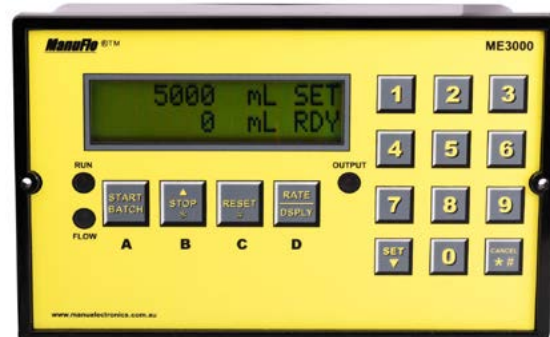 ManuFlo ®™
ME3000
5000 mL SET
0 mL RDY
RUN
OUTPUT
FLOW
START
BATCH
▲
STOP
RESET
RATE
DSPLY
A B C D
1 2 3
4 5 6
7 8 9
SET
▼
0
CANCEL
*#
www.manuelectronics.com.au